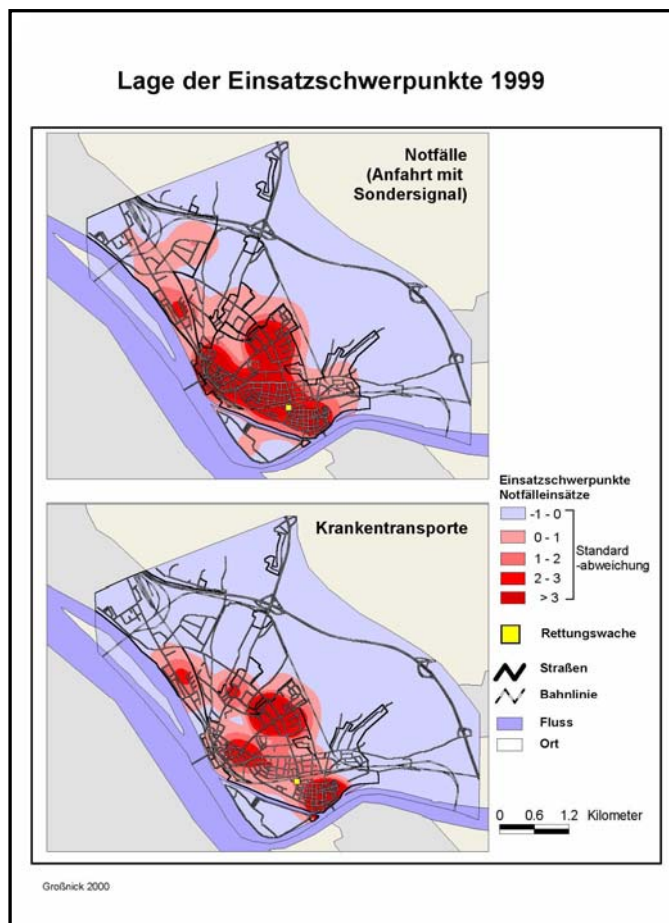 Lage der Einsatzschwerpunkte 1999
Notfälle
(Anfahrt mit
Sondersignal)
Krankentransporte
Einsatzschwerpunkte
Notfälleinsätze
-1 - 0
0 - 1
1 - 2
2 - 3
> 3
Standard
-abweichung
Rettungswache
Straßen
Bahnlinie
Fluss
Ort
0 0.6 1.2 Kilometer
Großnick 2000